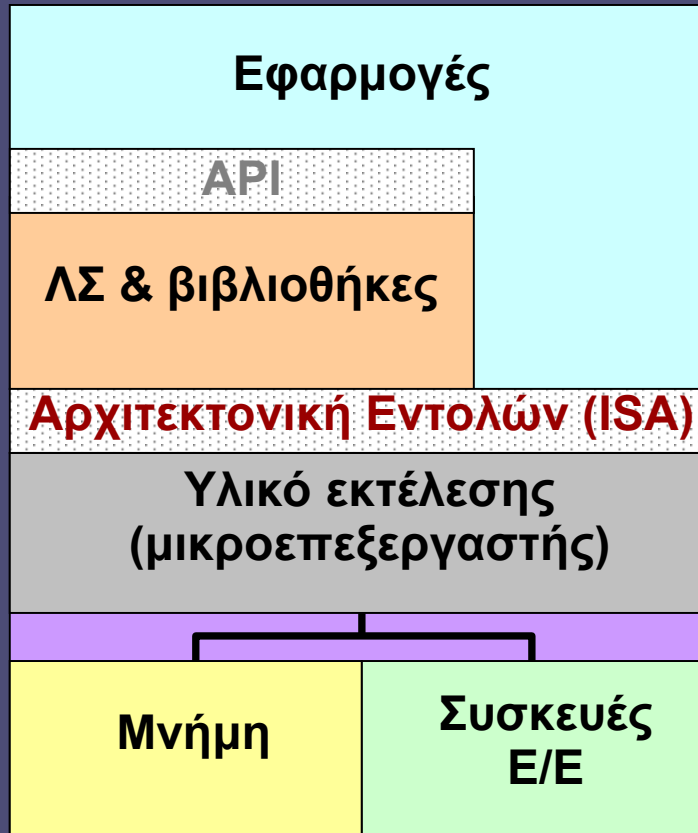 Εφαρμογές
API
ΛΣ & βιβλιοθήκες
Αρχιτεκτονική Εντολών (ISA)
Υλικό εκτέλεσης
(μικροεπεξεργαστής)
Μνήμη
Συσκευές
Ε/Ε